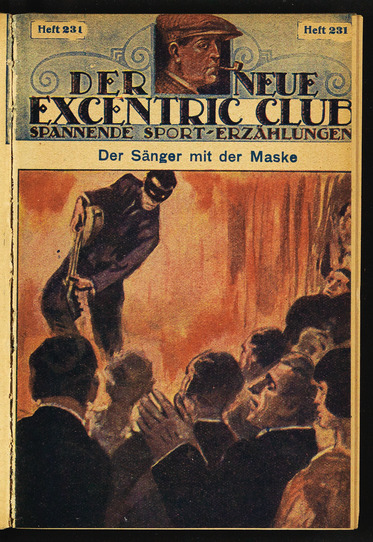 Heft 231
Heft 231
DER NEUE
EXCENTRIC CLUB
SPANNENDE SPORT-ERZÄHLUNGEN
Der Sänger mit der Maske